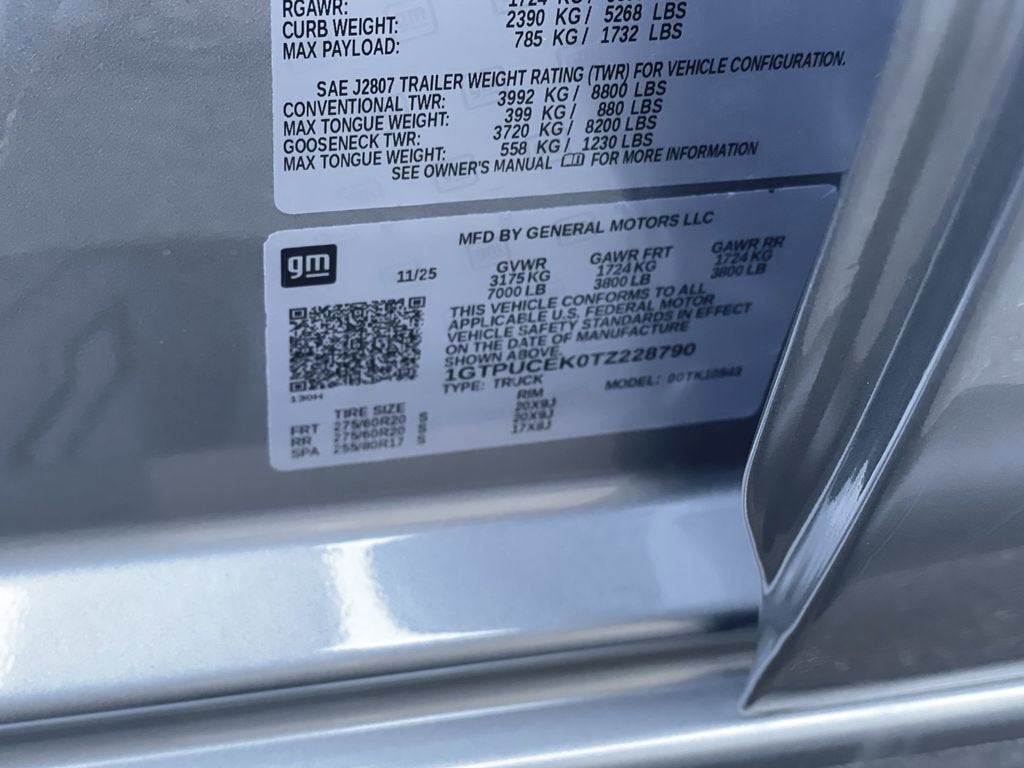 RGAWR:
CURB WEIGHT: 2390 KG / 5268 LBS
MAX PAYLOAD: 785 KG / 1732 LBS
SAE J2807 TRAILER WEIGHT RATING (TWR) FOR VEHICLE CONFIGURATION.
CONVENTIONAL TWR: 3992 KG / 8800 LBS
MAX TONGUE WEIGHT: 399 KG / 880 LBS
GOOSENECK TWR: 3720 KG / 8200 LBS
MAX TONGUE WEIGHT: 558 KG / 1230 LBS
SEE OWNER'S MANUAL FOR MORE INFORMATION
gm
MFD BY GENERAL MOTORS LLC
11/25 GVWR GAWR FRT GAWR RR
3175 KG 1724 KG 1724 KG
7000 LB 3800 LB 3800 LB
THIS VEHICLE CONFORMS TO ALL
APPLICABLE U.S. FEDERAL MOTOR
VEHICLE SAFETY STANDARDS IN EFFECT
ON THE DATE OF MANUFACTURE
SHOWN ABOVE.
1GTPUCEK0TZ228790
TYPE: TRUCK MODEL:
130H
TIRE SIZE RIM
FRT 275/60R20 S 20X9J
RR 275/60R20 S 20X9J
SPA 255/80R17 S 17X8J